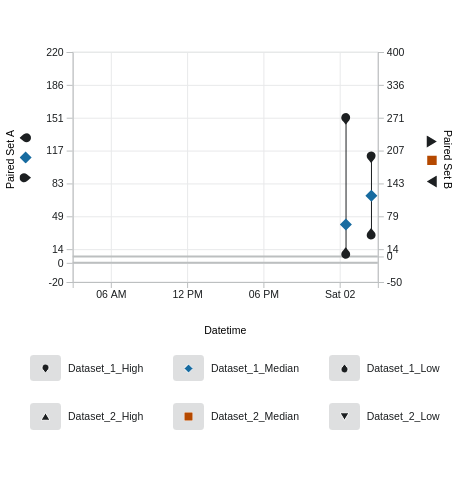 220
400
186
336
151
271
117
207
83
143
49
79
14
14
0
0
-20
-50
Paired Set A
Paired Set B
06 AM
12 PM
06 PM
Sat 02
Datetime
Dataset_1_High
Dataset_1_Median
Dataset_1_Low
Dataset_2_High
Dataset_2_Median
Dataset_2_Low